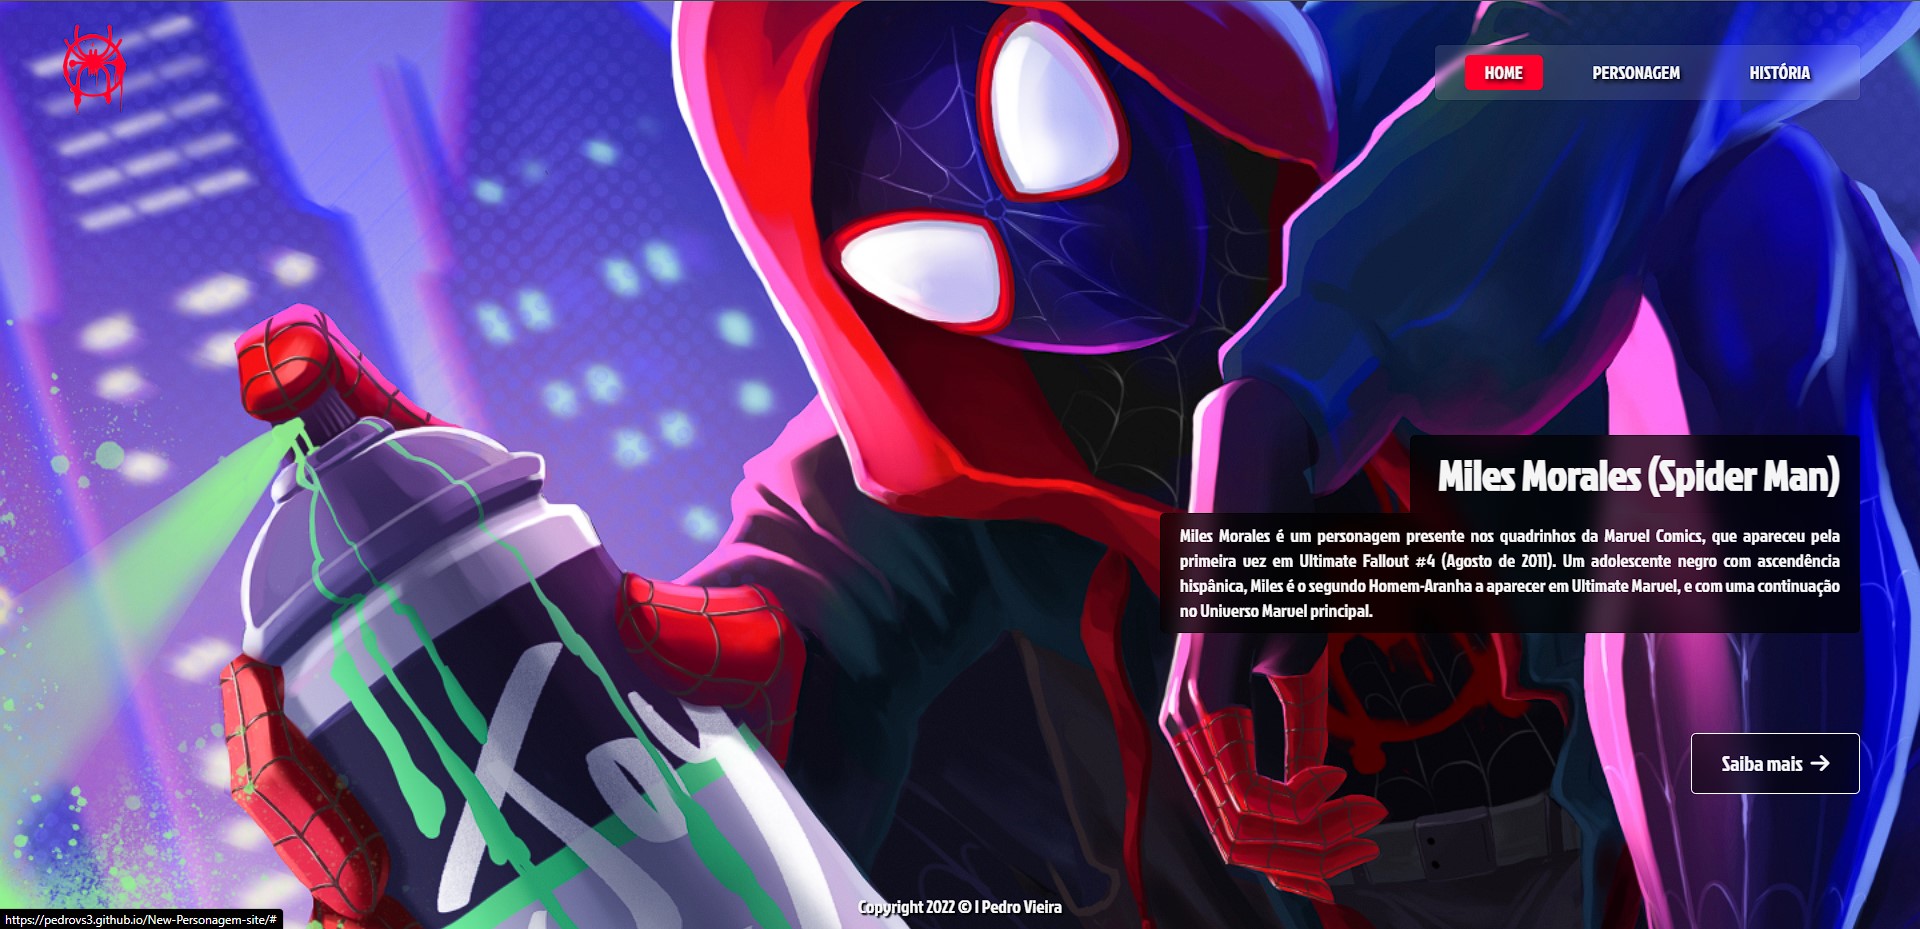 HOME PERSONAGEM HISTÓRIA
Miles Morales (Spider Man)
Miles Morales é um personagem presente nos quadrinhos da Marvel Comics, que apareceu pela
primeira vez em Ultimate Fallout #4 (Agosto de 2011). Um adolescente negro com ascendência
hispânica, Miles é o segundo Homem-Aranha a aparecer em Ultimate Marvel, e com uma continuação
no Universo Marvel principal.
Saiba mais →
Copyright 2022 © | Pedro Vieira
https://pedrovs3.github.io/New-Personagem-site/#